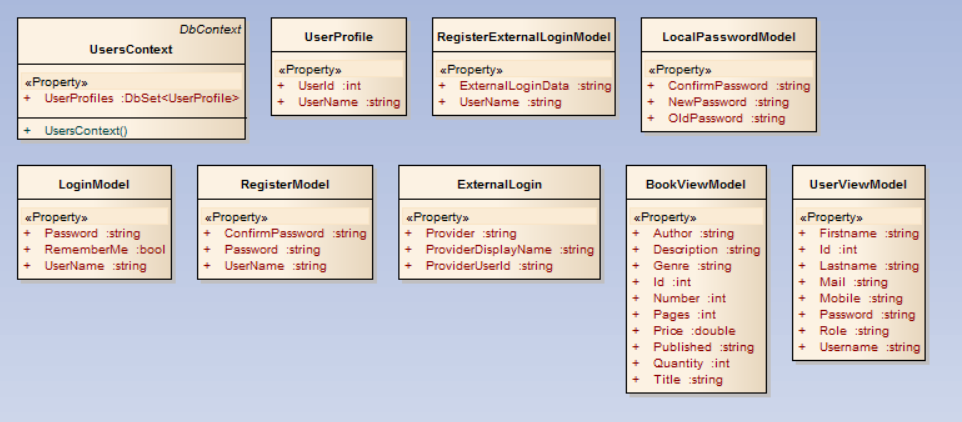 DbContext
UsersContext
«Property»
+ UserProfiles :DbSet<UserProfile>
+ UsersContext()
UserProfile
«Property»
+ UserId :int
+ UserName :string
RegisterExternalLoginModel
«Property»
+ ExternalLoginData :string
+ UserName :string
LocalPasswordModel
«Property»
+ ConfirmPassword :string
+ NewPassword :string
+ OldPassword :string
LoginModel
«Property»
+ Password :string
+ RememberMe :bool
+ UserName :string
RegisterModel
«Property»
+ ConfirmPassword :string
+ Password :string
+ UserName :string
ExternalLogin
«Property»
+ Provider :string
+ ProviderDisplayName :string
+ ProviderUserId :string
BookViewModel
«Property»
+ Author :string
+ Description :string
+ Genre :string
+ Id :int
+ Number :int
+ Pages :int
+ Price :double
+ Published :string
+ Quantity :int
+ Title :string
UserViewModel
«Property»
+ Firstname :string
+ Id :int
+ Lastname :string
+ Mail :string
+ Mobile :string
+ Password :string
+ Role :string
+ Username :string